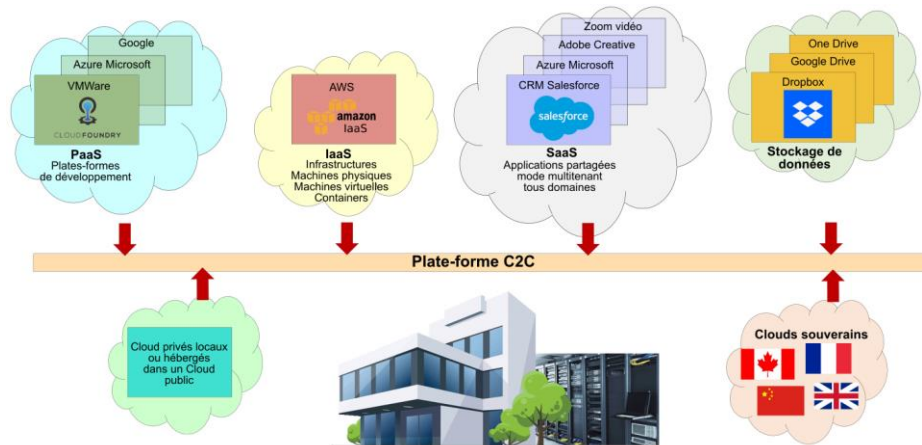 Google
Azure Microsoft
VMWare
CLOUDFOUNDRY
PaaS
Plates-formes
de développement
AWS
amazon
IaaS
IaaS
Infrastructures
Machines physiques
Machines virtuelles
Containers
Zoom vidéo
Adobe Creative
Azure Microsoft
CRM Salesforce
salesforce
SaaS
Applications partagées
mode multitenant
tous domaines
One Drive
Google Drive
Dropbox
Stockage de
données
Plate-forme C2C
Cloud privés locaux
ou hébergés
dans un Cloud
public
Clouds souverains